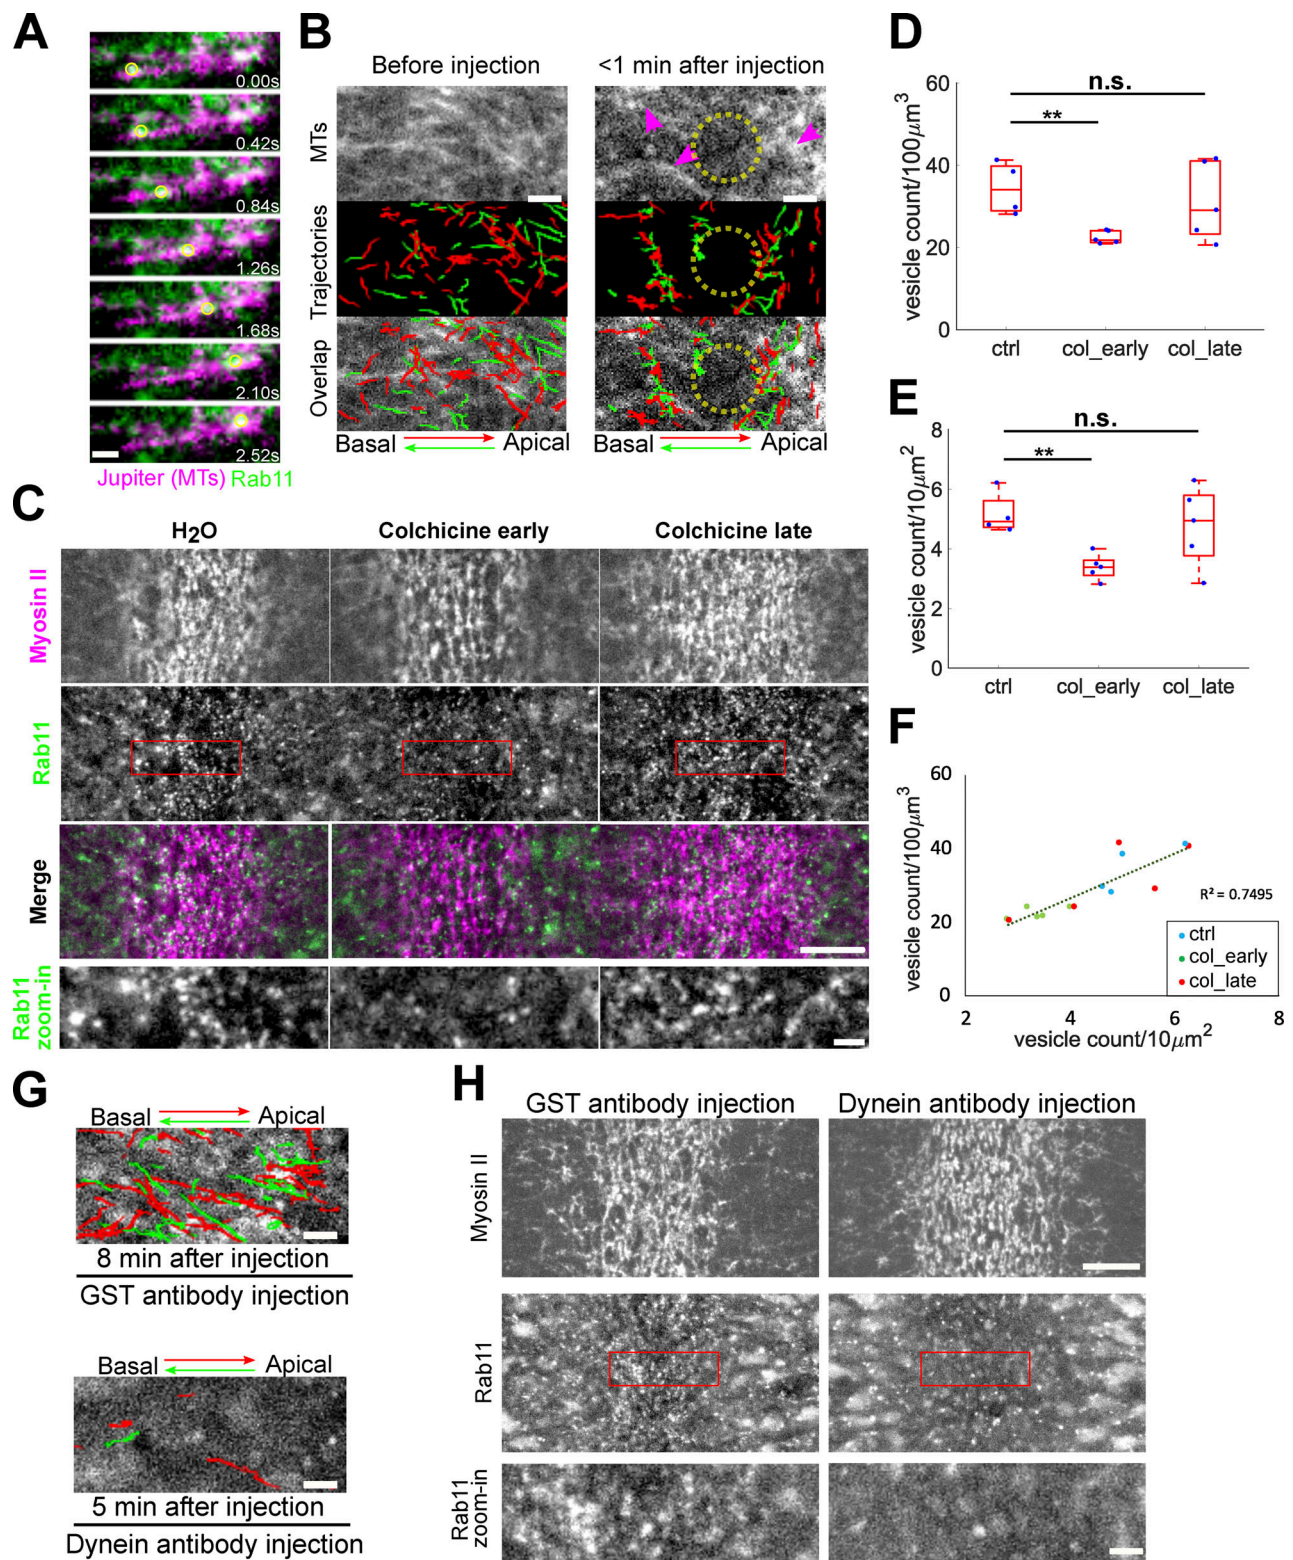 A
0.00s
0.42s
0.84s
1.26s
1.68s
2.10s
2.52s
Jupiter (MTs) Rab11
B
Before injection
<1 min after injection
MTs
Trajectories
Overlap
Basal Apical
Basal Apical
C
H2O
Colchicine early
Colchicine late
Myosin II
Rab11
Merge
Rab11
zoom-in
D
vesicle count/100μm³
60
40
20
0
n.s.
**
ctrl
col_early
col_late
E
vesicle count/10μm²
8
6
4
2
0
n.s.
**
ctrl
col_early
col_late
F
vesicle count/100μm³
60
40
20
0
R² = 0.7495
ctrl
col_early
col_late
2
4
6
8
vesicle count/10μm²
G
Basal Apical
8 min after injection
GST antibody injection
Basal Apical
5 min after injection
Dynein antibody injection
H
GST antibody injection
Dynein antibody injection
Myosin II
Rab11
Rab11
zoom-in